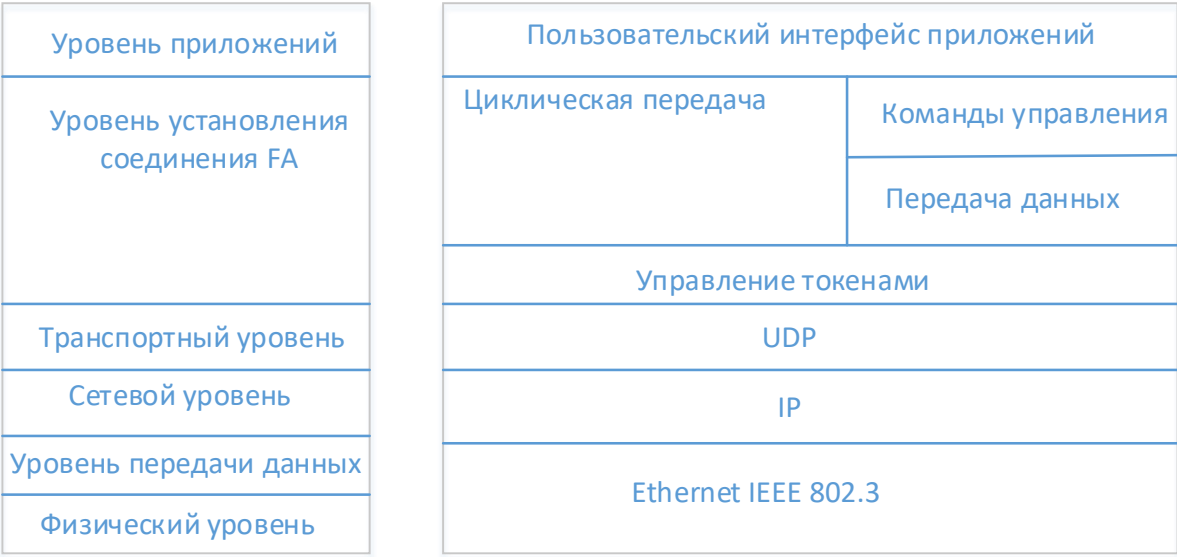 Уровень приложений
Уровень установления
соединения FA
Транспортный уровень
Сетевой уровень
Уровень передачи данных
Физический уровень
Пользовательский интерфейс приложений
Циклическая передача
Команды управления
Передача данных
Управление токенами
UDP
IP
Ethernet IEEE 802.3